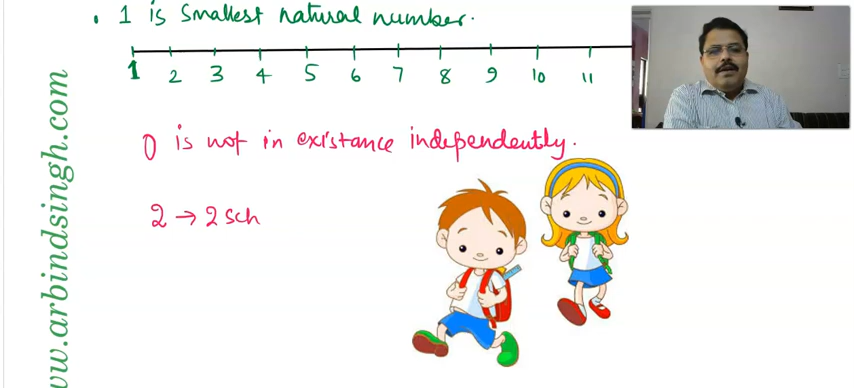 . 1 is smallest natural number.
1 2 3 4 5 6 7 8 9 10 11
0 is not in existance independently.
2 → 2 sch
ww.arbindsingh.com